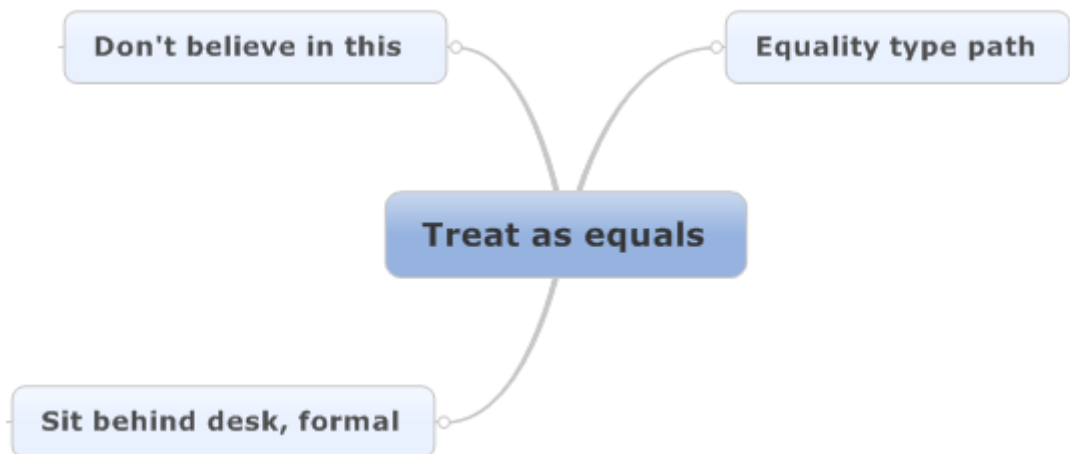 Don't believe in this
Equality type path
Treat as equals
Sit behind desk, formal